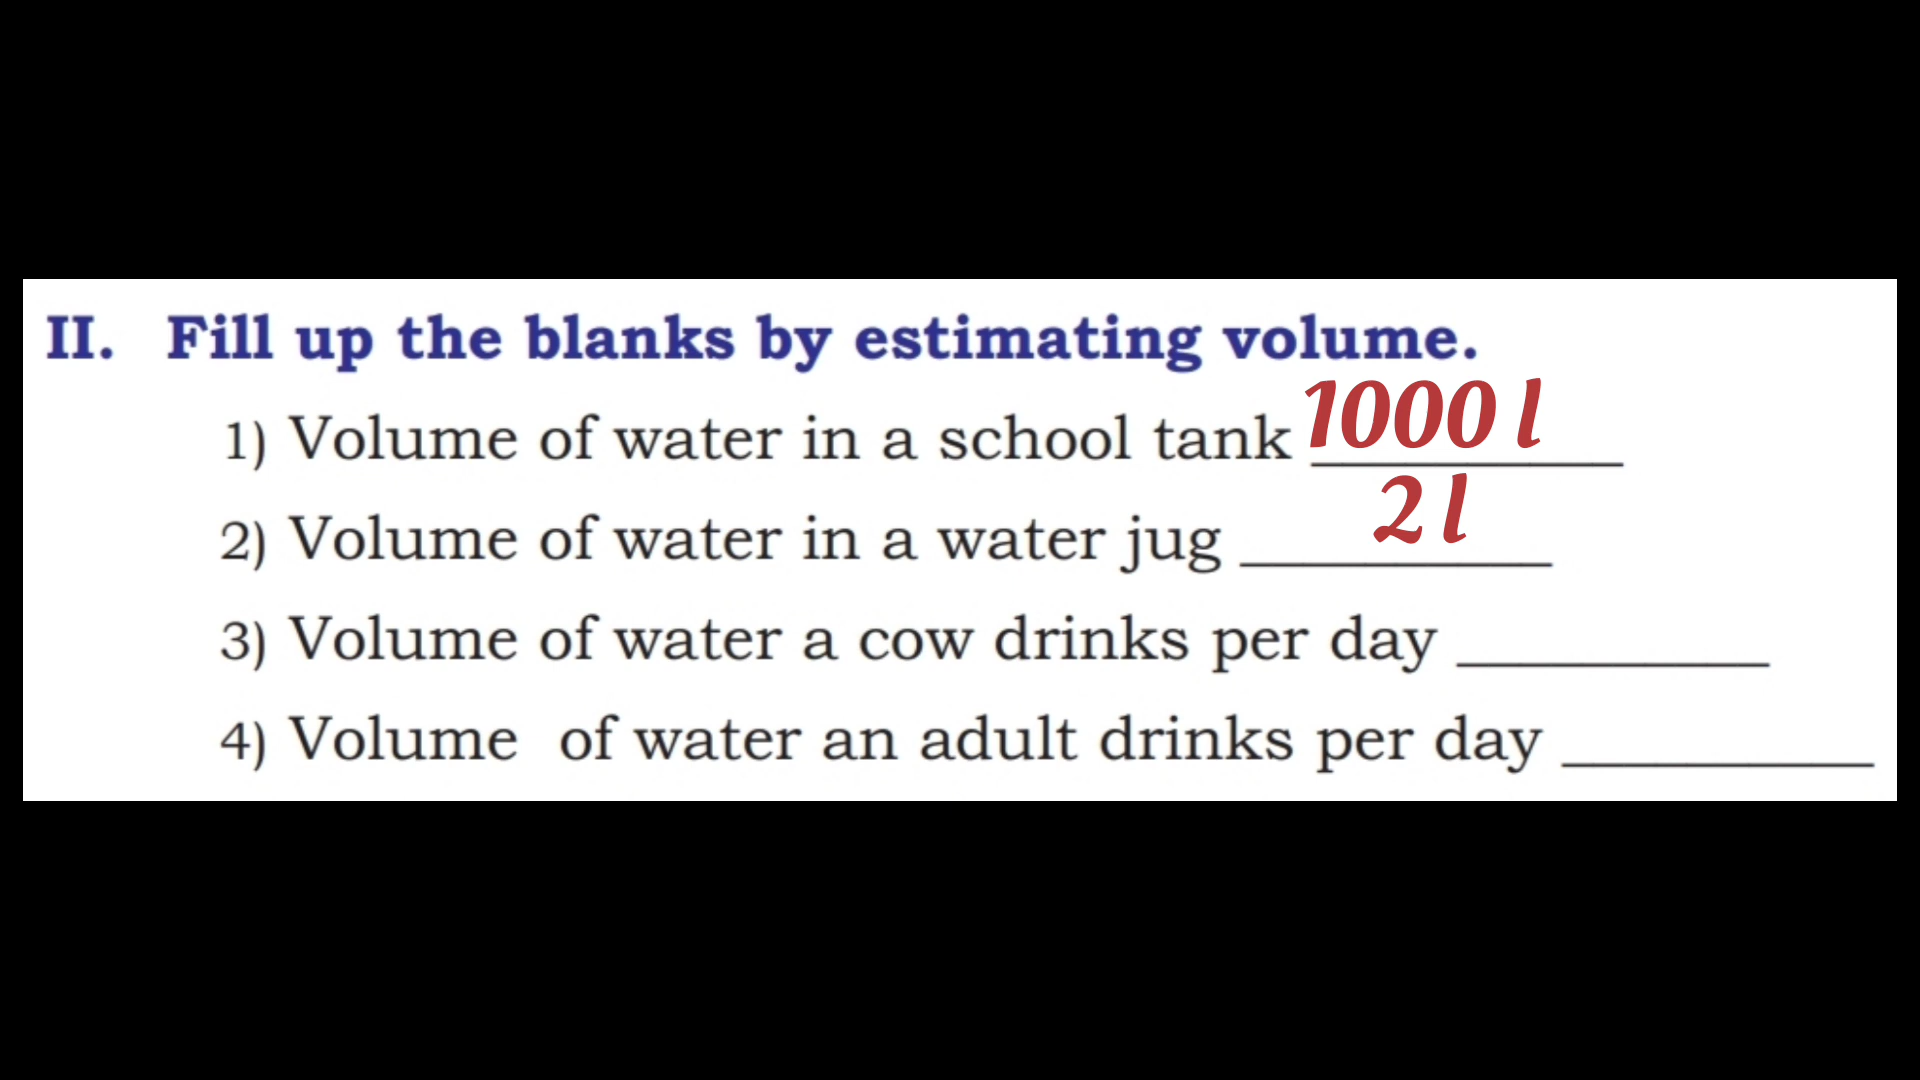 II. Fill up the blanks by estimating volume.
1) Volume of water in a school tank 1000 l
2) Volume of water in a water jug 2 l
3) Volume of water a cow drinks per day __________
4) Volume of water an adult drinks per day __________